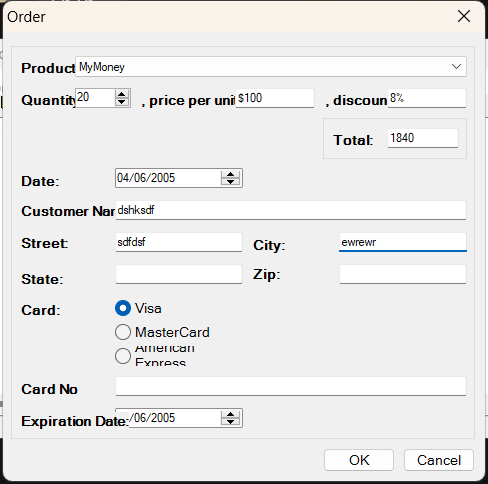 Order
Product MyMoney
Quantity 20 , price per unit $100 , discoun 8%
Total: 1840
Date: 04/06/2005
Customer Nar dshksdf
Street: sdfdsf City: ewrewr
State: Zip:
Card: Visa
MasterCard
American
Express
Card No
Expiration Date: /06/2005
OK Cancel